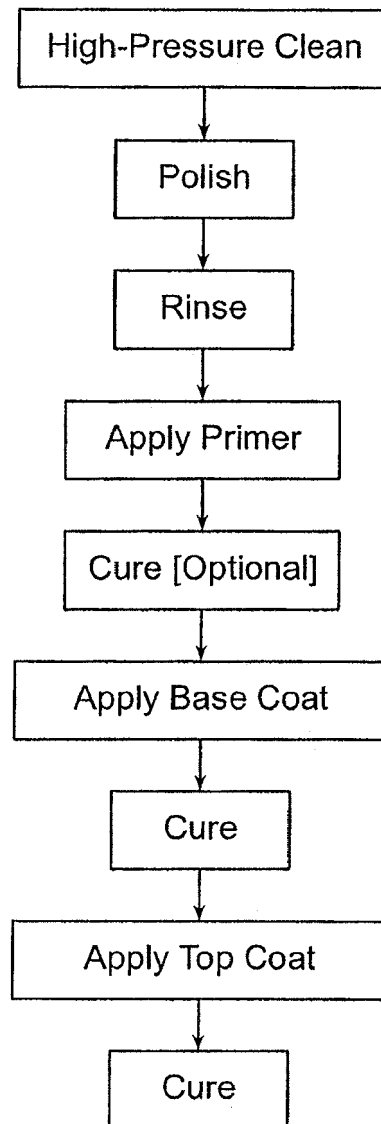 High-Pressure Clean
Polish
Rinse
Apply Primer
Cure [Optional]
Apply Base Coat
Cure
Apply Top Coat
Cure